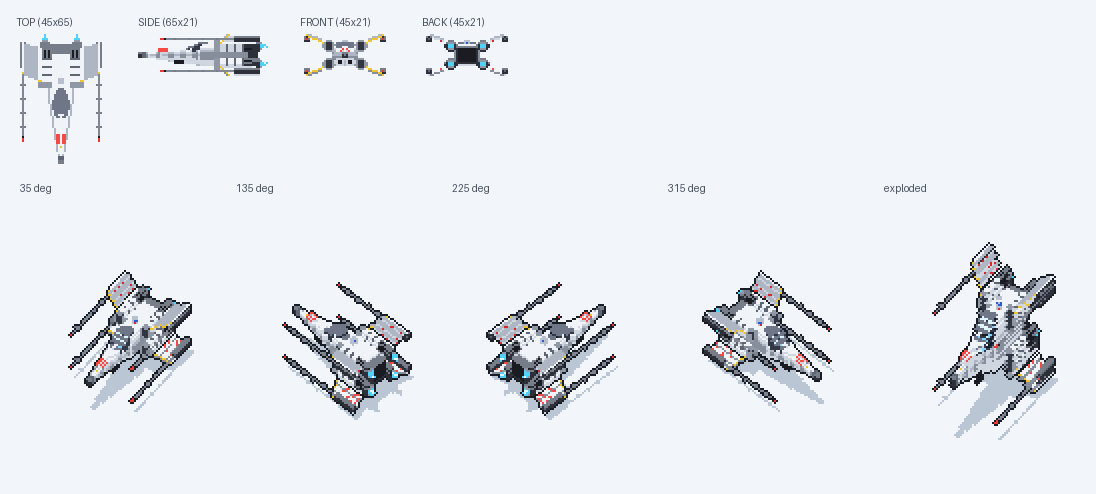 TOP (45x65)
SIDE (65x21)
FRONT (45x21)
BACK (45x21)
35 deg
135 deg
225 deg
315 deg
exploded